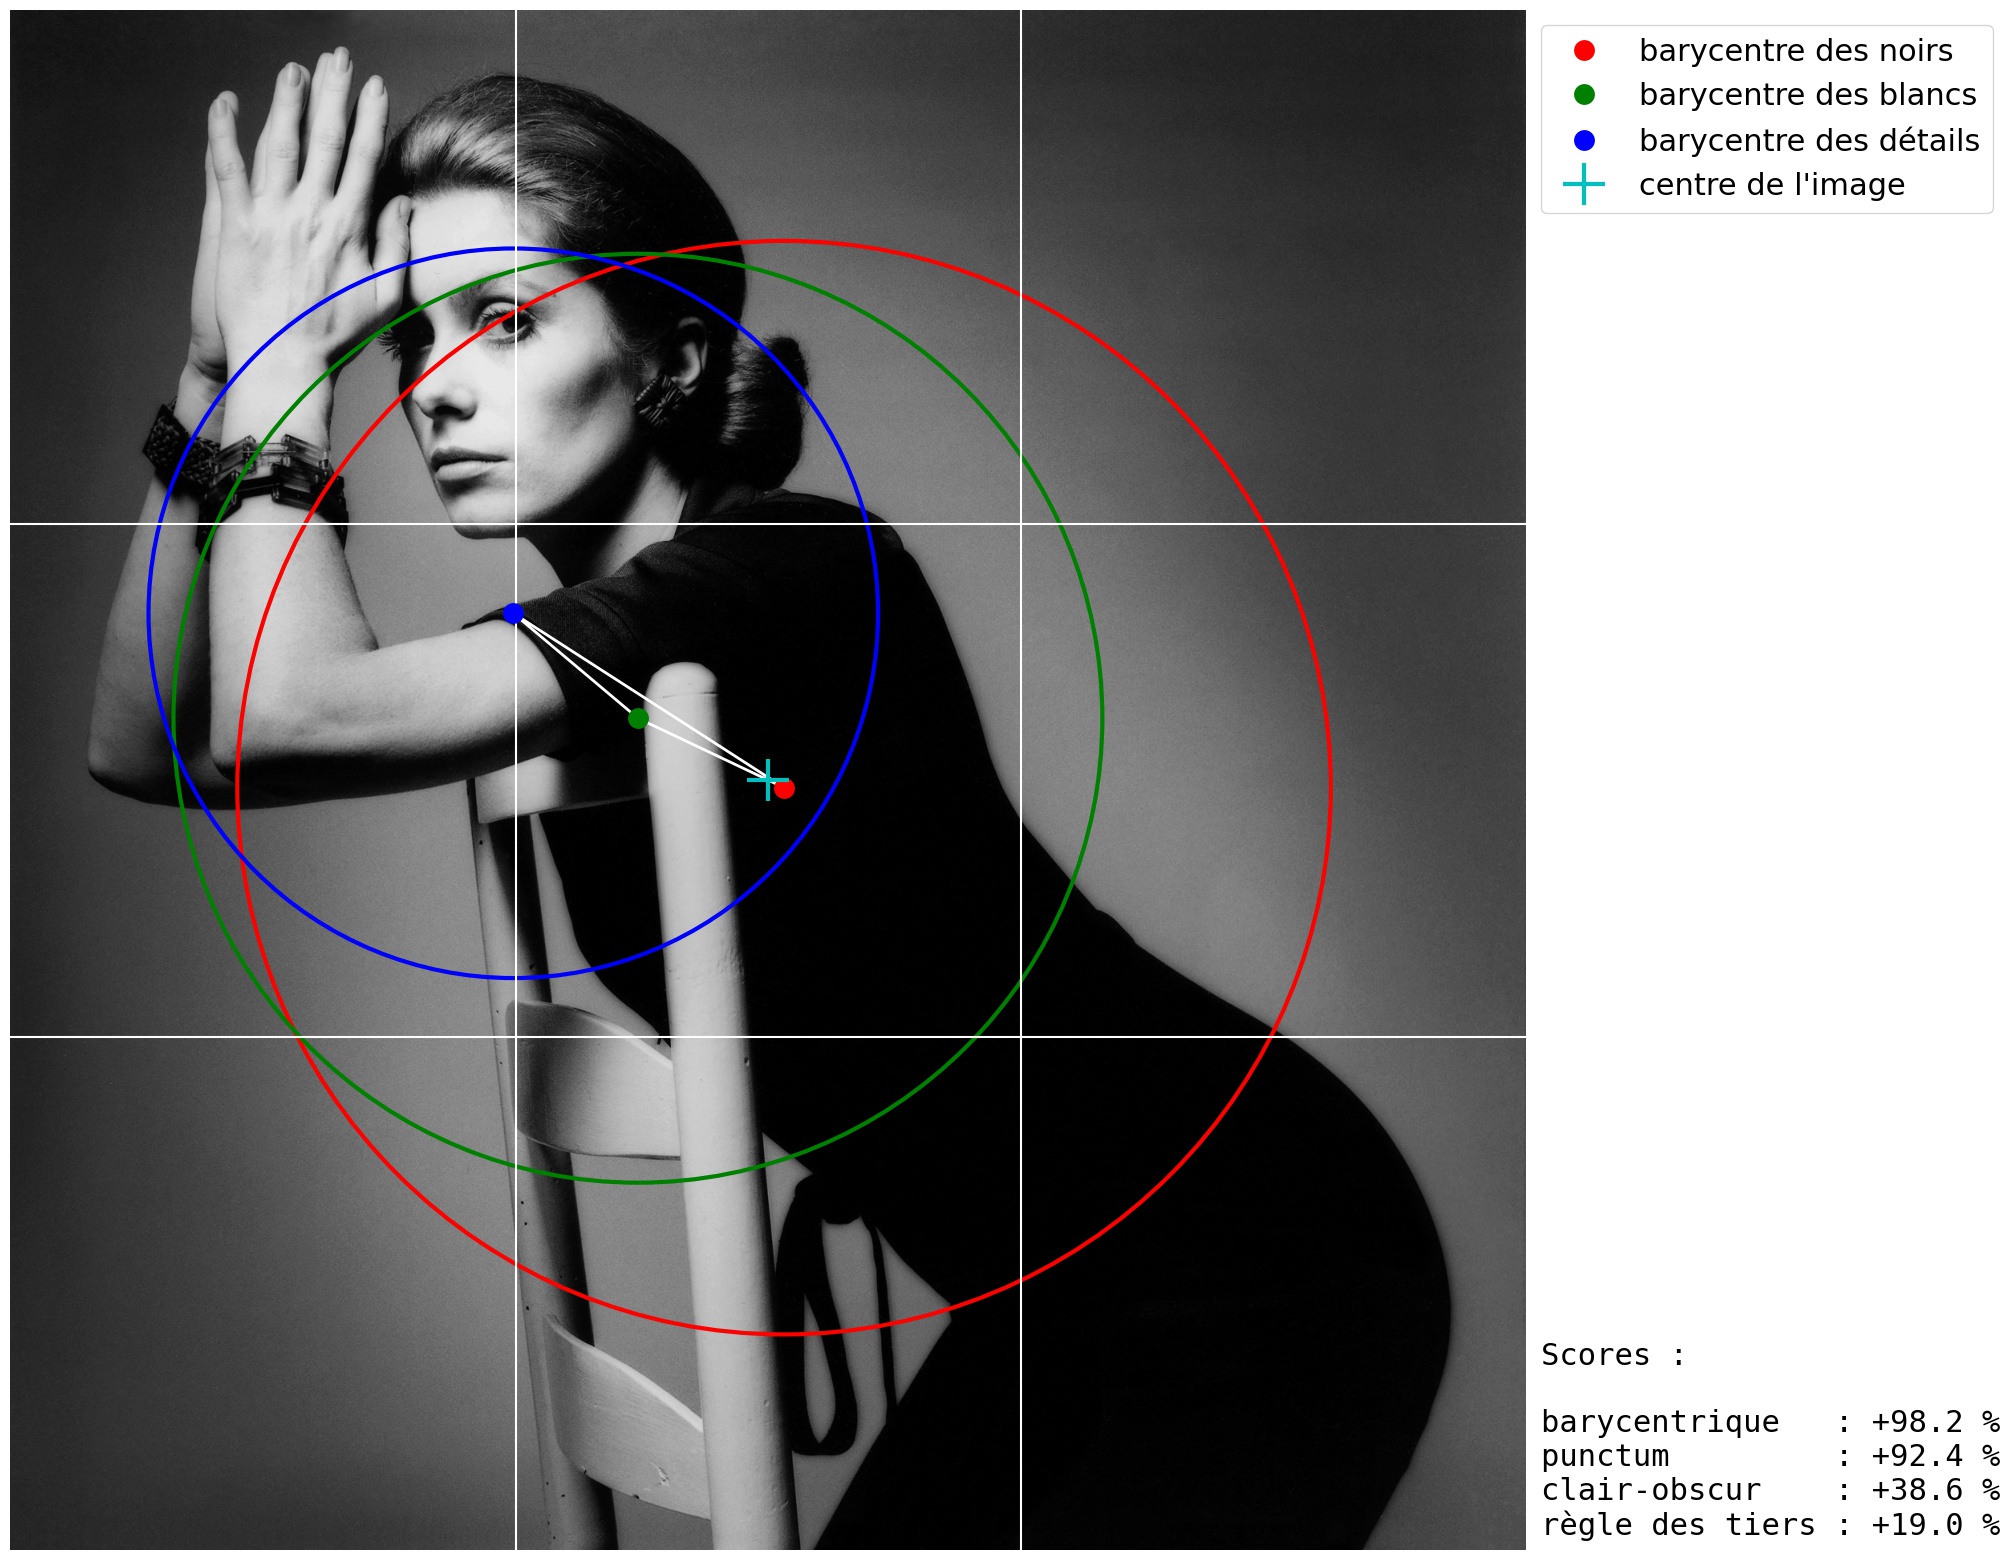 barycentre des noirs
barycentre des blancs
barycentre des détails
centre de l'image
Scores :
barycentrique : +98.2 %
punctum : +92.4 %
clair-obscur : +38.6 %
règle des tiers : +19.0 %